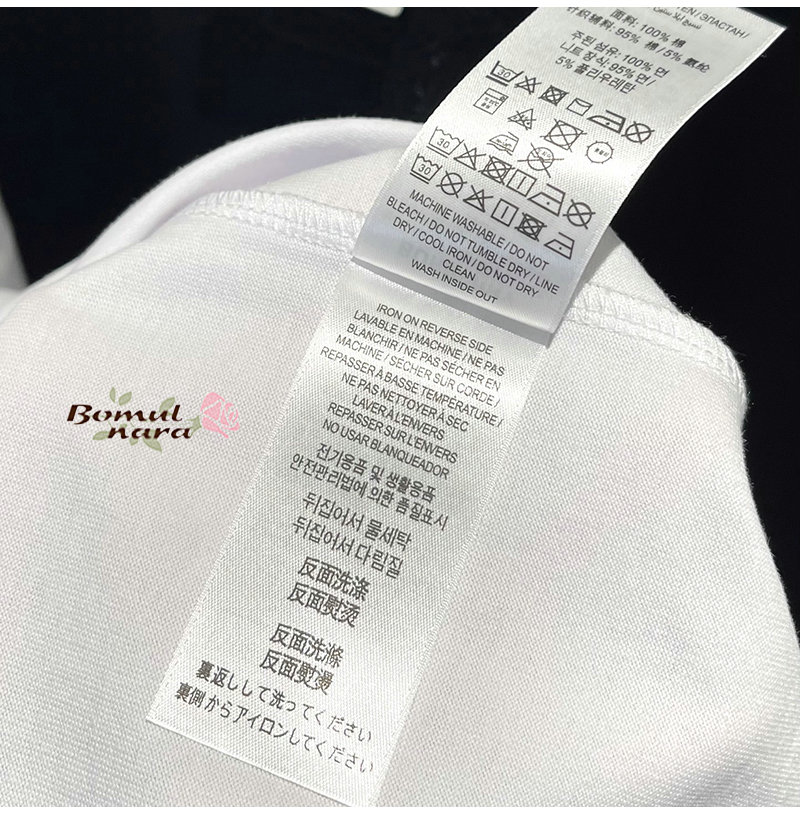 TEN / ЭЛАСТАН /
面料: 100% 棉
针织辅料: 95% 棉 / 5% 氨纶
주된 섬유: 100% 면
니트 장식: 95% 면 /
5% 폴리우레탄
30
30
30
MACHINE WASHABLE / DO NOT
BLEACH / DO NOT TUMBLE DRY / LINE
DRY / COOL IRON / DO NOT DRY
CLEAN
WASH INSIDE OUT
IRON ON REVERSE SIDE
LAVABLE EN MACHINE / NE PAS
BLANCHIR / NE PAS SÉCHER EN
MACHINE / SÉCHER SUR CORDE /
REPASSER À BASSE TEMPÉRATURE /
NE PAS NETTOYER À SEC
LAVER À L'ENVERS
REPASSER SUR L'ENVERS
NO USAR BLANQUEADOR
전기용품 및 생활용품
안전관리법에 의한 품질표시
뒤집어서 물세탁
뒤집어서 다림질
反面洗涤
反面熨烫
反面洗滌
反面熨燙
裏返しして洗ってください
裏側からアイロンしてください
Bomul
nara